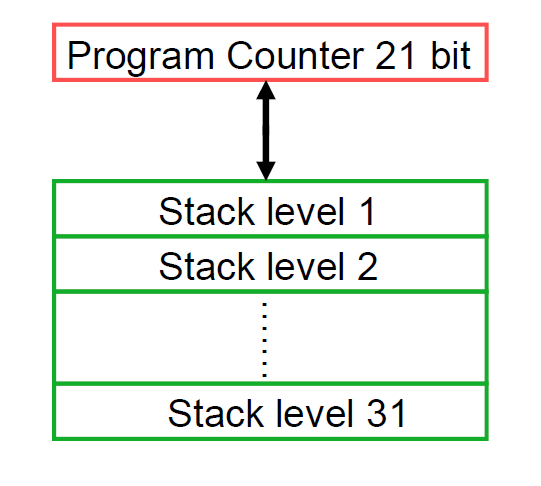 Program Counter 21 bit
Stack level 1
Stack level 2
Stack level 31